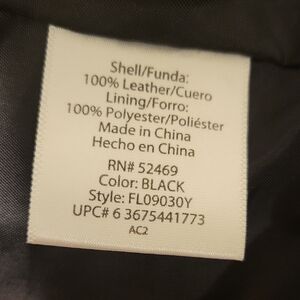 Shell/Funda:
100% Leather/Cuero
Lining/Forro:
100% Polyester/Poliéster
Made in China
Hecho en China
RN# 52469
Color: BLACK
Style: FL09030Y
UPC# 6 3675441773
AC2